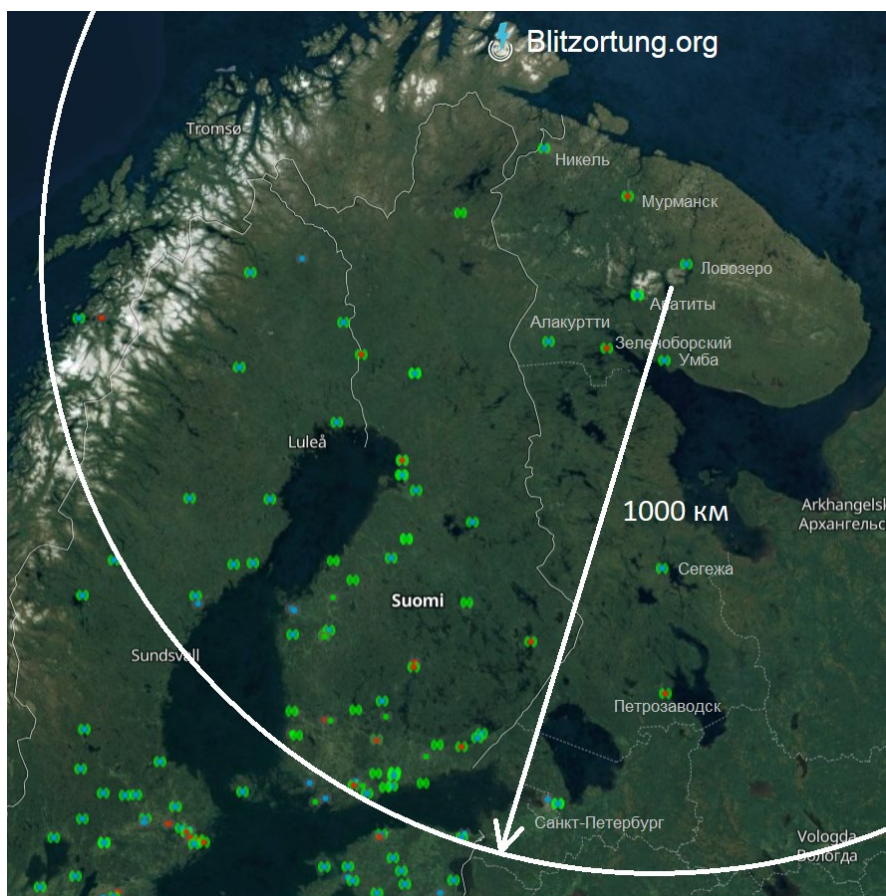 Blitzortung.org
Tromsø
Никель
Мурманск
Ловозеро
Апатиты
Алакуртти
Зеленоборский
Умба
Luleå
1000 км
Arkhangelsk
Архангельс
Сегежа
Suomi
Sundsvall
Петрозаводск
Санкт-Петербург
Vologda
Вологда